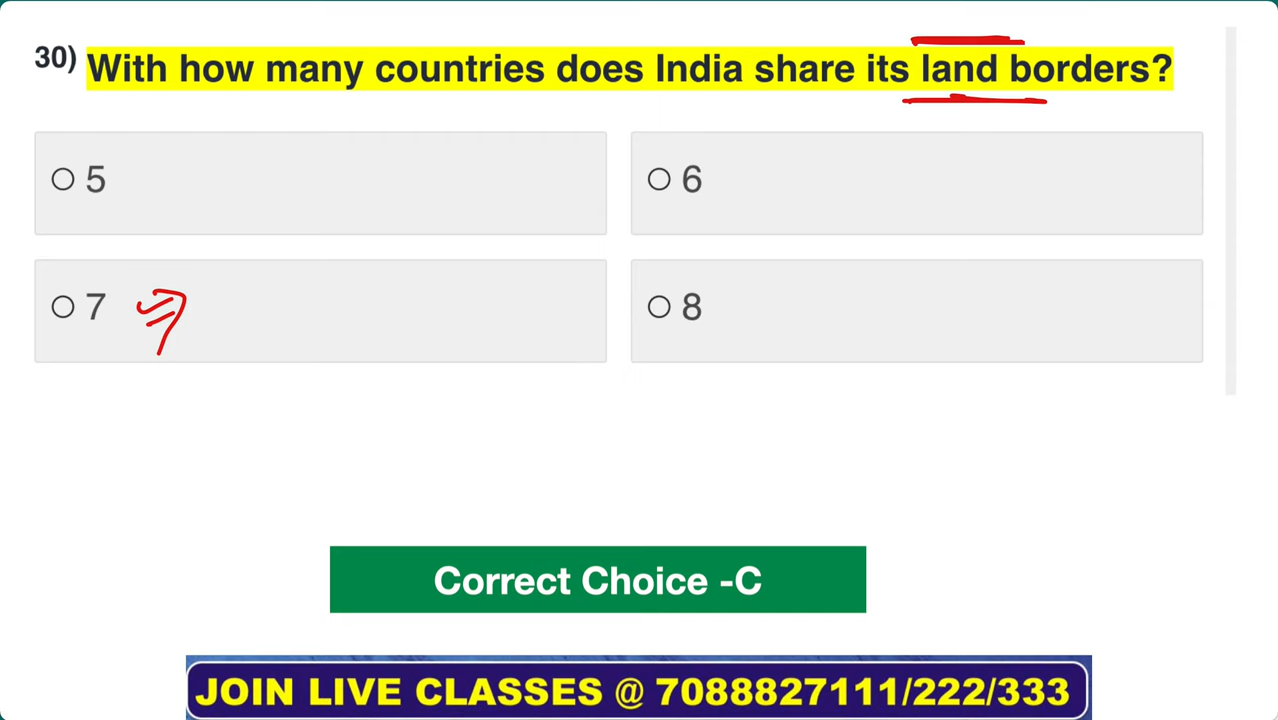 30) With how many countries does India share its land borders?
5
6
7
8
Correct Choice -C
JOIN LIVE CLASSES @ 7088827111/222/333